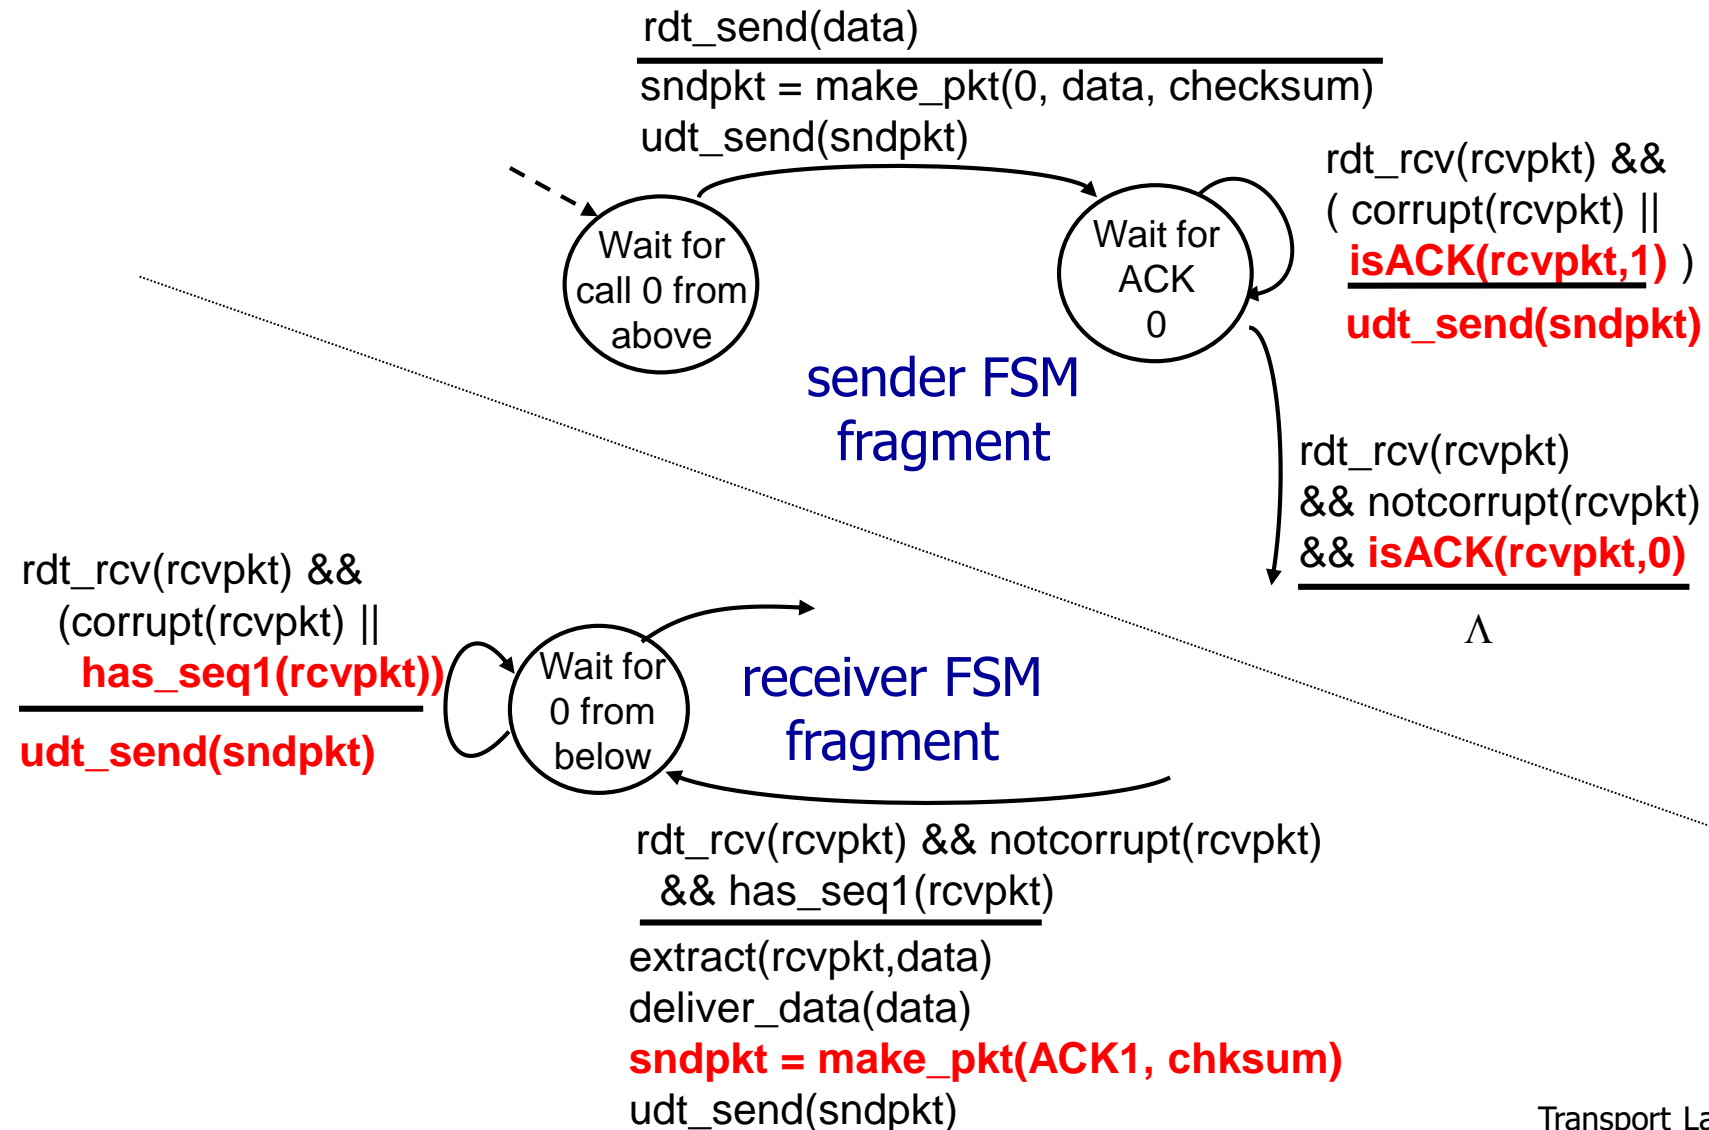 rdt_send(data)
sndpkt = make_pkt(0, data, checksum)
udt_send(sndpkt)
Wait for
call 0 from
above
Wait for
ACK
0
rdt_rcv(rcvpkt) &&
( corrupt(rcvpkt) ||
isACK(rcvpkt,1) )
udt_send(sndpkt)
sender FSM
fragment
rdt_rcv(rcvpkt)
&& notcorrupt(rcvpkt)
&& isACK(rcvpkt,0)
Λ
rdt_rcv(rcvpkt) &&
(corrupt(rcvpkt) ||
has_seq1(rcvpkt))
udt_send(sndpkt)
Wait for
0 from
below
receiver FSM
fragment
rdt_rcv(rcvpkt) && notcorrupt(rcvpkt)
&& has_seq1(rcvpkt)
extract(rcvpkt,data)
deliver_data(data)
sndpkt = make_pkt(ACK1, chksum)
udt_send(sndpkt)
Transport La